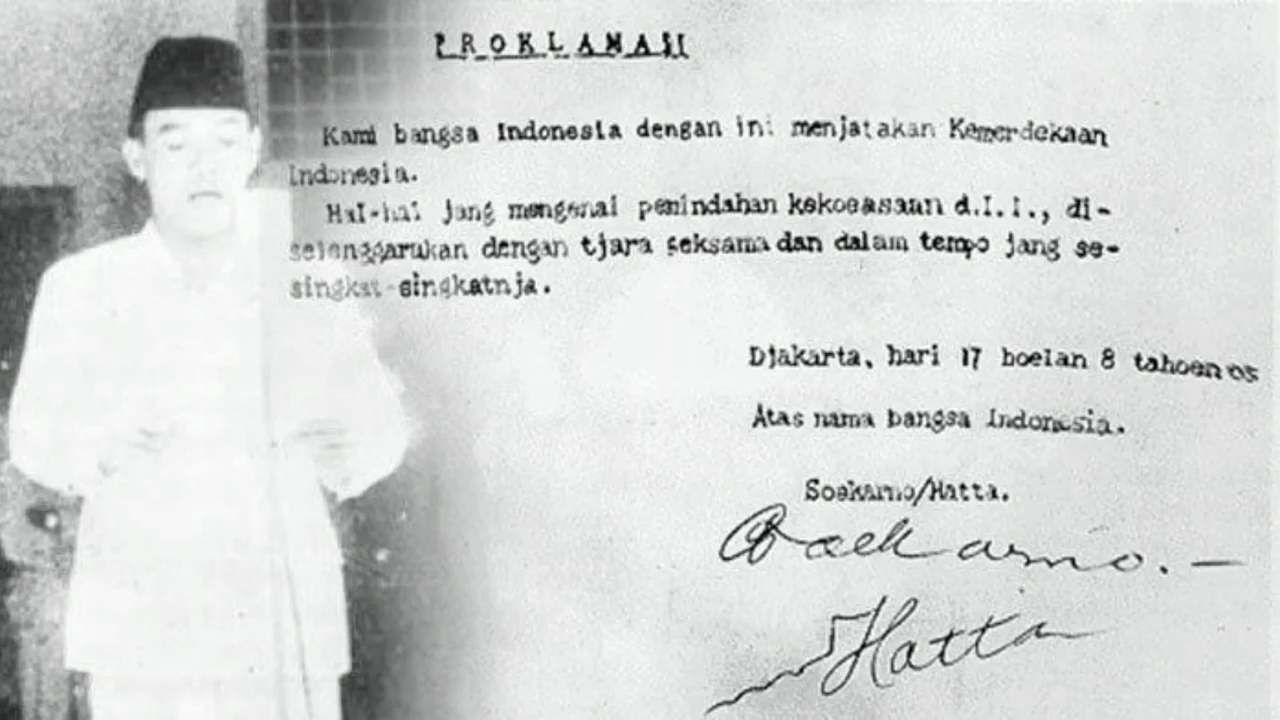 PROKLAMASI
Kami bangsa Indonesia dengan ini menjatakan Kemerdekaan
Indonesia.
Hal-hal jang mengenai pemindahan kekoeasaan d.l.l., di-
selenggarakan dengan tjara seksama dan dalam tempo jang se-
singkat-singkatnja.
Djakarta, hari 17 boelan 8 tahoen 05
Atas nama bangsa Indonesia.
Soekarno/Hatta.
Soekarno.-
Hatta